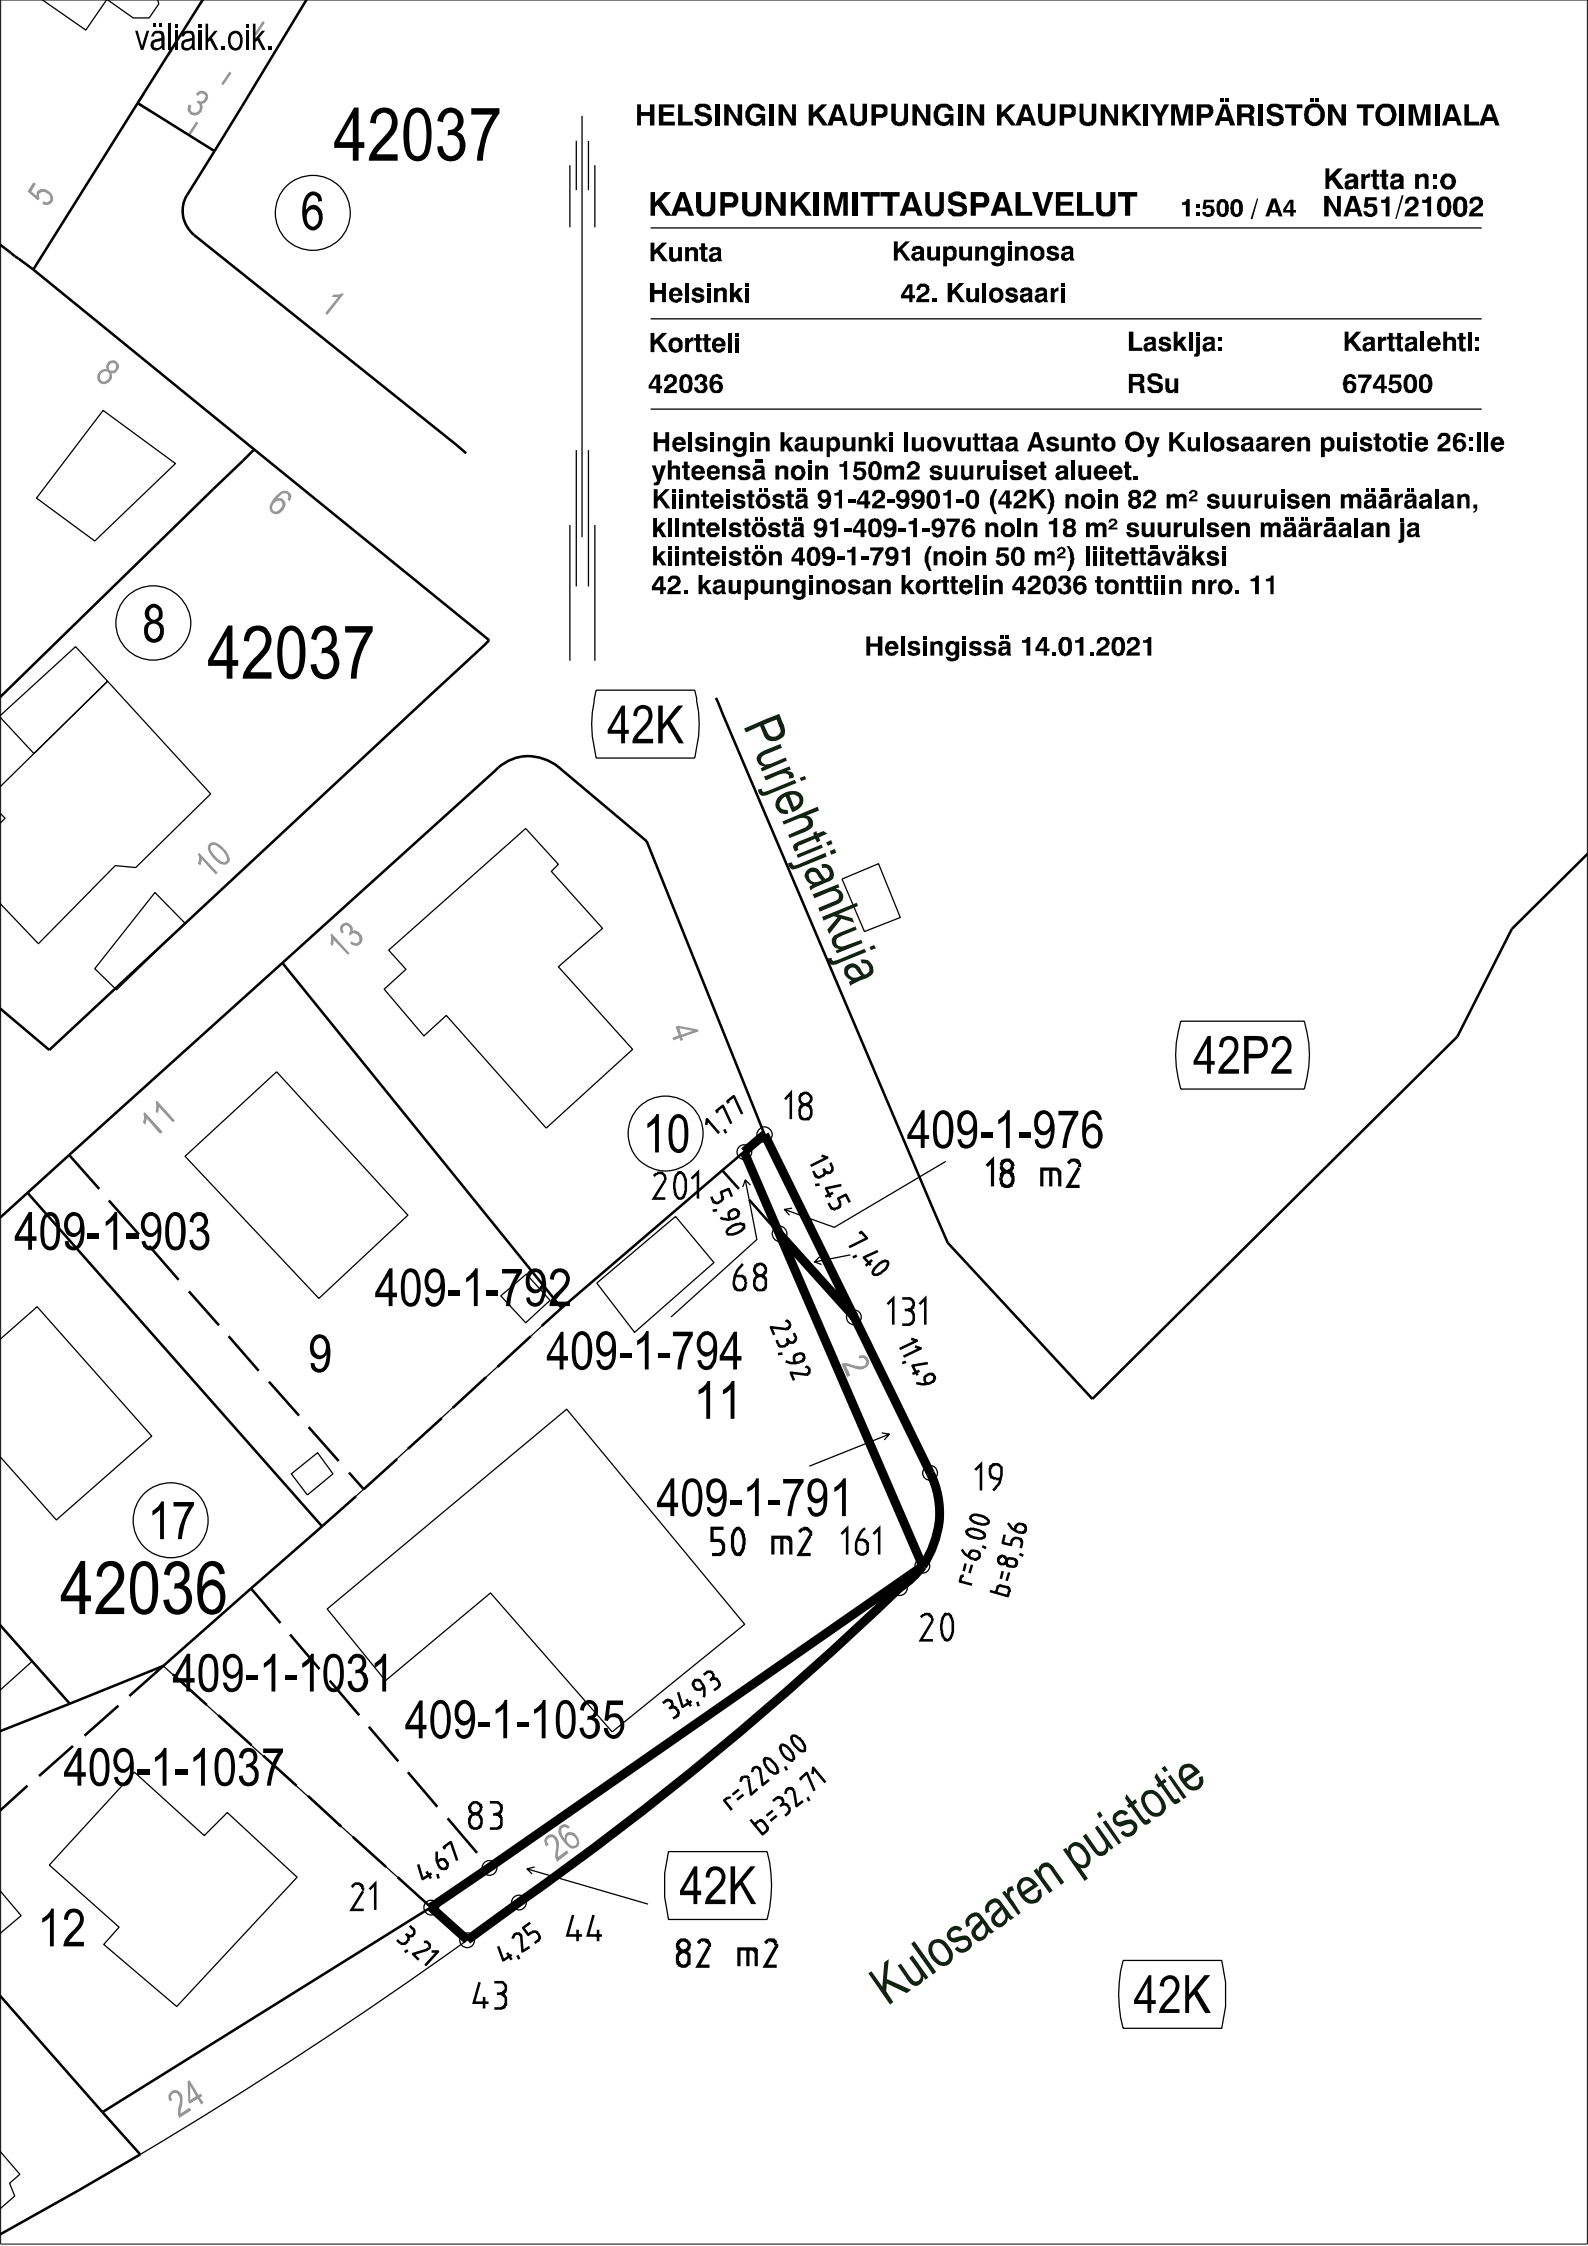 väliaik.oik.
3
42037
6
5
1
8
6
8
42037
10
HELSINGIN KAUPUNGIN KAUPUNKIYMPÄRISTÖN TOIMIALA
KAUPUNKIMITTAUSPALVELUT 1:500 / A4 Kartta n:o NA51/21002
Kunta Kaupunginosa
Helsinki 42. Kulosaari
Kortteli Laskija: Karttalehti:
42036 RSu 674500
Helsingin kaupunki luovuttaa Asunto Oy Kulosaaren puistotie 26:lle
yhteensä noin 150m2 suuruiset alueet.
Kiinteistöstä 91-42-9901-0 (42K) noin 82 m² suuruisen määräalan,
kiinteistöstä 91-409-1-976 noin 18 m² suuruisen määräalan ja
kiinteistön 409-1-791 (noin 50 m²) liitettäväksi
42. kaupunginosan korttelin 42036 tonttiin nro. 11
Helsingissä 14.01.2021
42K
Purjehtijankuja
13
4
42P2
11
10
1,77
18
409-1-976
18 m2
201
5,90
13,45
7,40
409-1-903
409-1-792
68
131
9
409-1-794
11
23,92
2
11,49
409-1-791
50 m2
161
19
r=6,00
b=8,56
20
17
42036
409-1-1031
409-1-1035
409-1-1037
34,93
r=220,00
b=32,71
83
4,67
26
21
12
3,21
4,25
44
43
42K
82 m2
Kulosaaren puistotie
42K
24